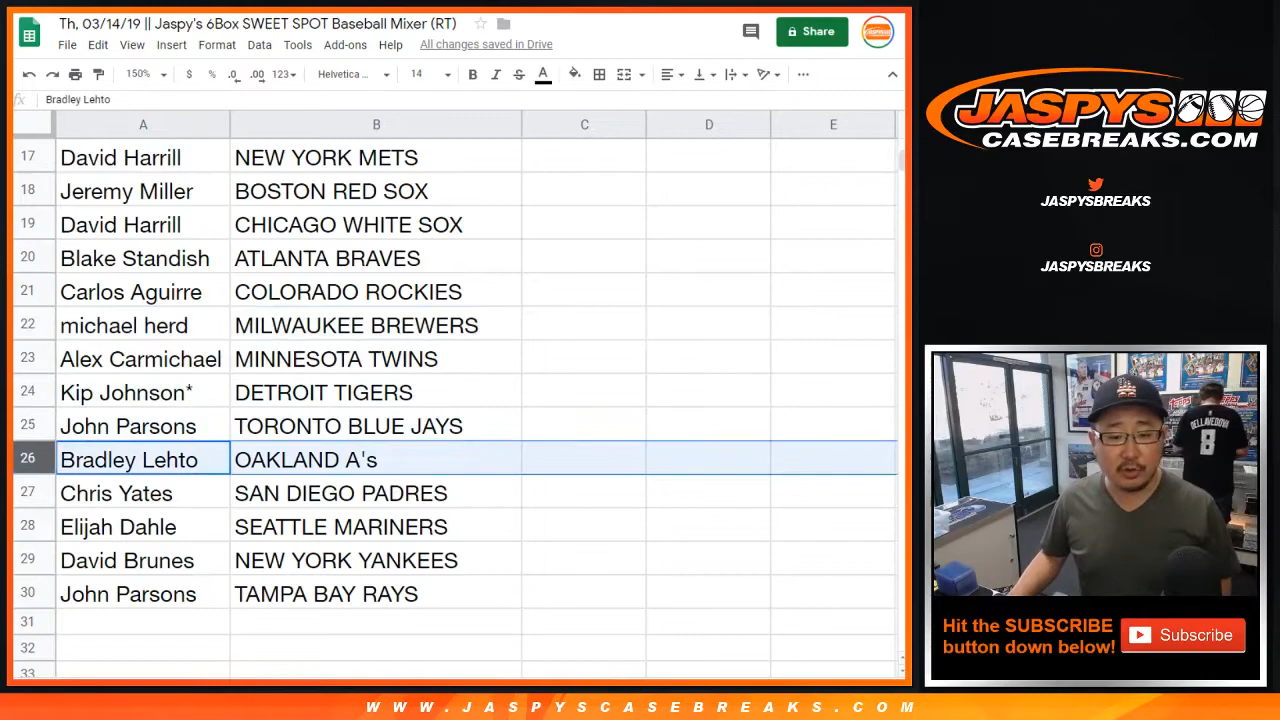 Th, 03/14/19 || Jaspy's 6Box SWEET SPOT Baseball Mixer (RT)
File Edit View Insert Format Data Tools Add-ons Help All changes saved in Drive
Share
150% $ % .0 .00 123 Helvetica ... 14 B I S A
fx Bradley Lehto
A B C D E
17 David Harrill NEW YORK METS
18 Jeremy Miller BOSTON RED SOX
19 David Harrill CHICAGO WHITE SOX
20 Blake Standish ATLANTA BRAVES
21 Carlos Aguirre COLORADO ROCKIES
22 michael herd MILWAUKEE BREWERS
23 Alex Carmichael MINNESOTA TWINS
24 Kip Johnson* DETROIT TIGERS
25 John Parsons TORONTO BLUE JAYS
26 Bradley Lehto OAKLAND A's
27 Chris Yates SAN DIEGO PADRES
28 Elijah Dahle SEATTLE MARINERS
29 David Brunes NEW YORK YANKEES
30 John Parsons TAMPA BAY RAYS
31
32
33
JASPYS
CASEBREAKS.COM
JASPYSBREAKS
JASPYSBREAKS
DELLAVEDOVA
8
Hit the SUBSCRIBE
button down below!
Subscribe
WWW.JASPYSCASEBREAKS.COM